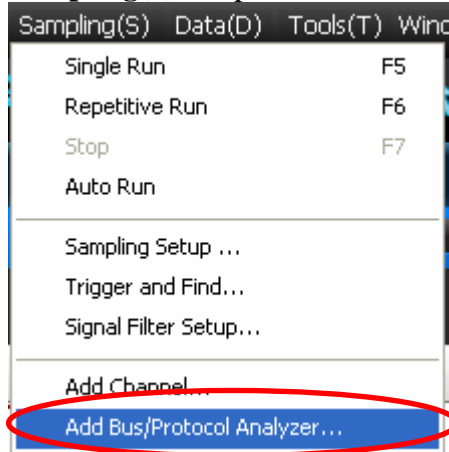 Sampling(S) Data(D) Tools(T) Wind
Single Run F5
Repetitive Run F6
Stop F7
Auto Run
Sampling Setup ...
Trigger and Find...
Signal Filter Setup...
Add Channel...
Add Bus/Protocol Analyzer...